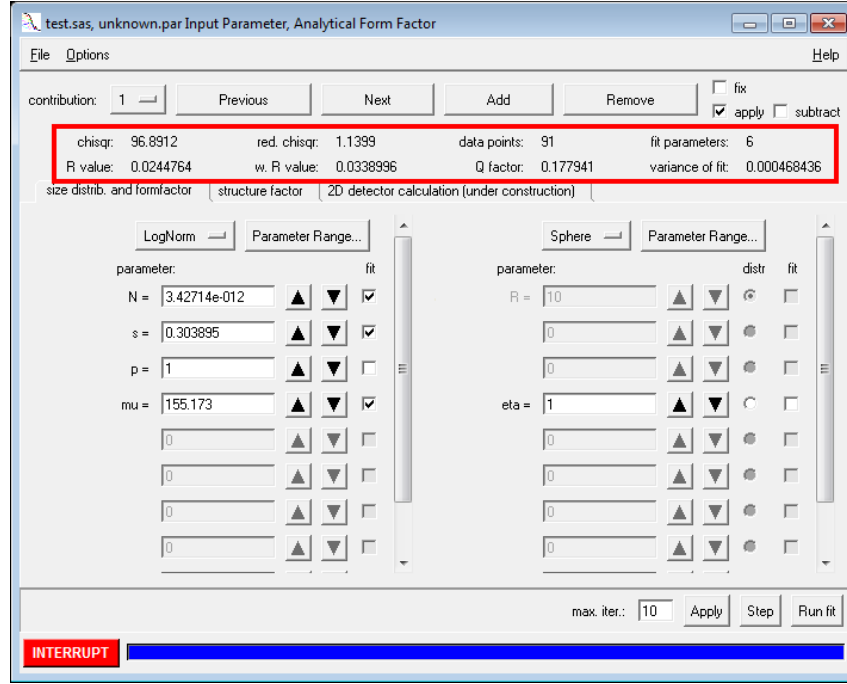 test.sas, unknown.par Input Parameter, Analytical Form Factor
File Options Help
contribution: 1 Previous Next Add Remove fix
apply subtract
chisqr: 96.8912 red. chisqr: 1.1399 data points: 91 fit parameters: 6
R value: 0.0244764 w. R value: 0.0338996 Q factor: 0.177941 variance of fit: 0.000468436
size distrib. and formfactor structure factor 2D detector calculation (under construction)
LogNorm Parameter Range... Sphere Parameter Range...
parameter: fit parameter: distr fit
N = 3.42714e-012 R = 10
s = 0.303895 0
p = 1 0
mu = 155.173 eta = 1
0 0
0 0
0 0
0 0
max. iter.: 10 Apply Step Run fit
INTERRUPT